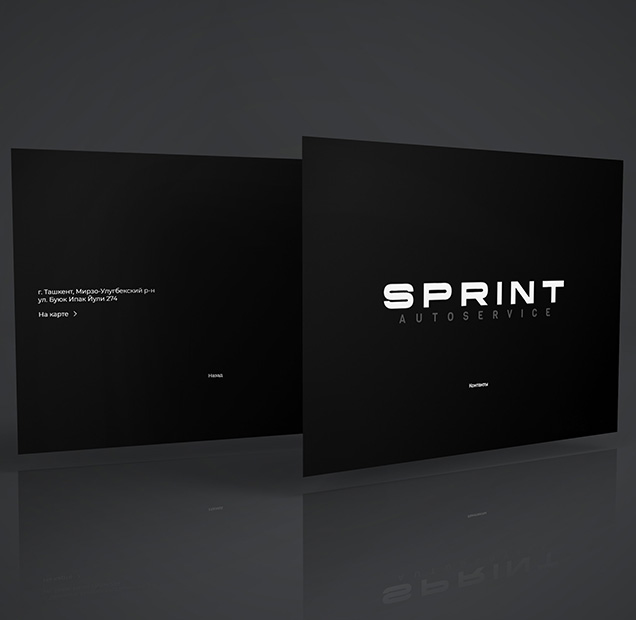 г. Ташкент, Мирзо-Улугбекский р-н
ул. Буюк Ипак Йули 274
На карте >
Назад
SPRINT
AUTOSERVICE
Контакты